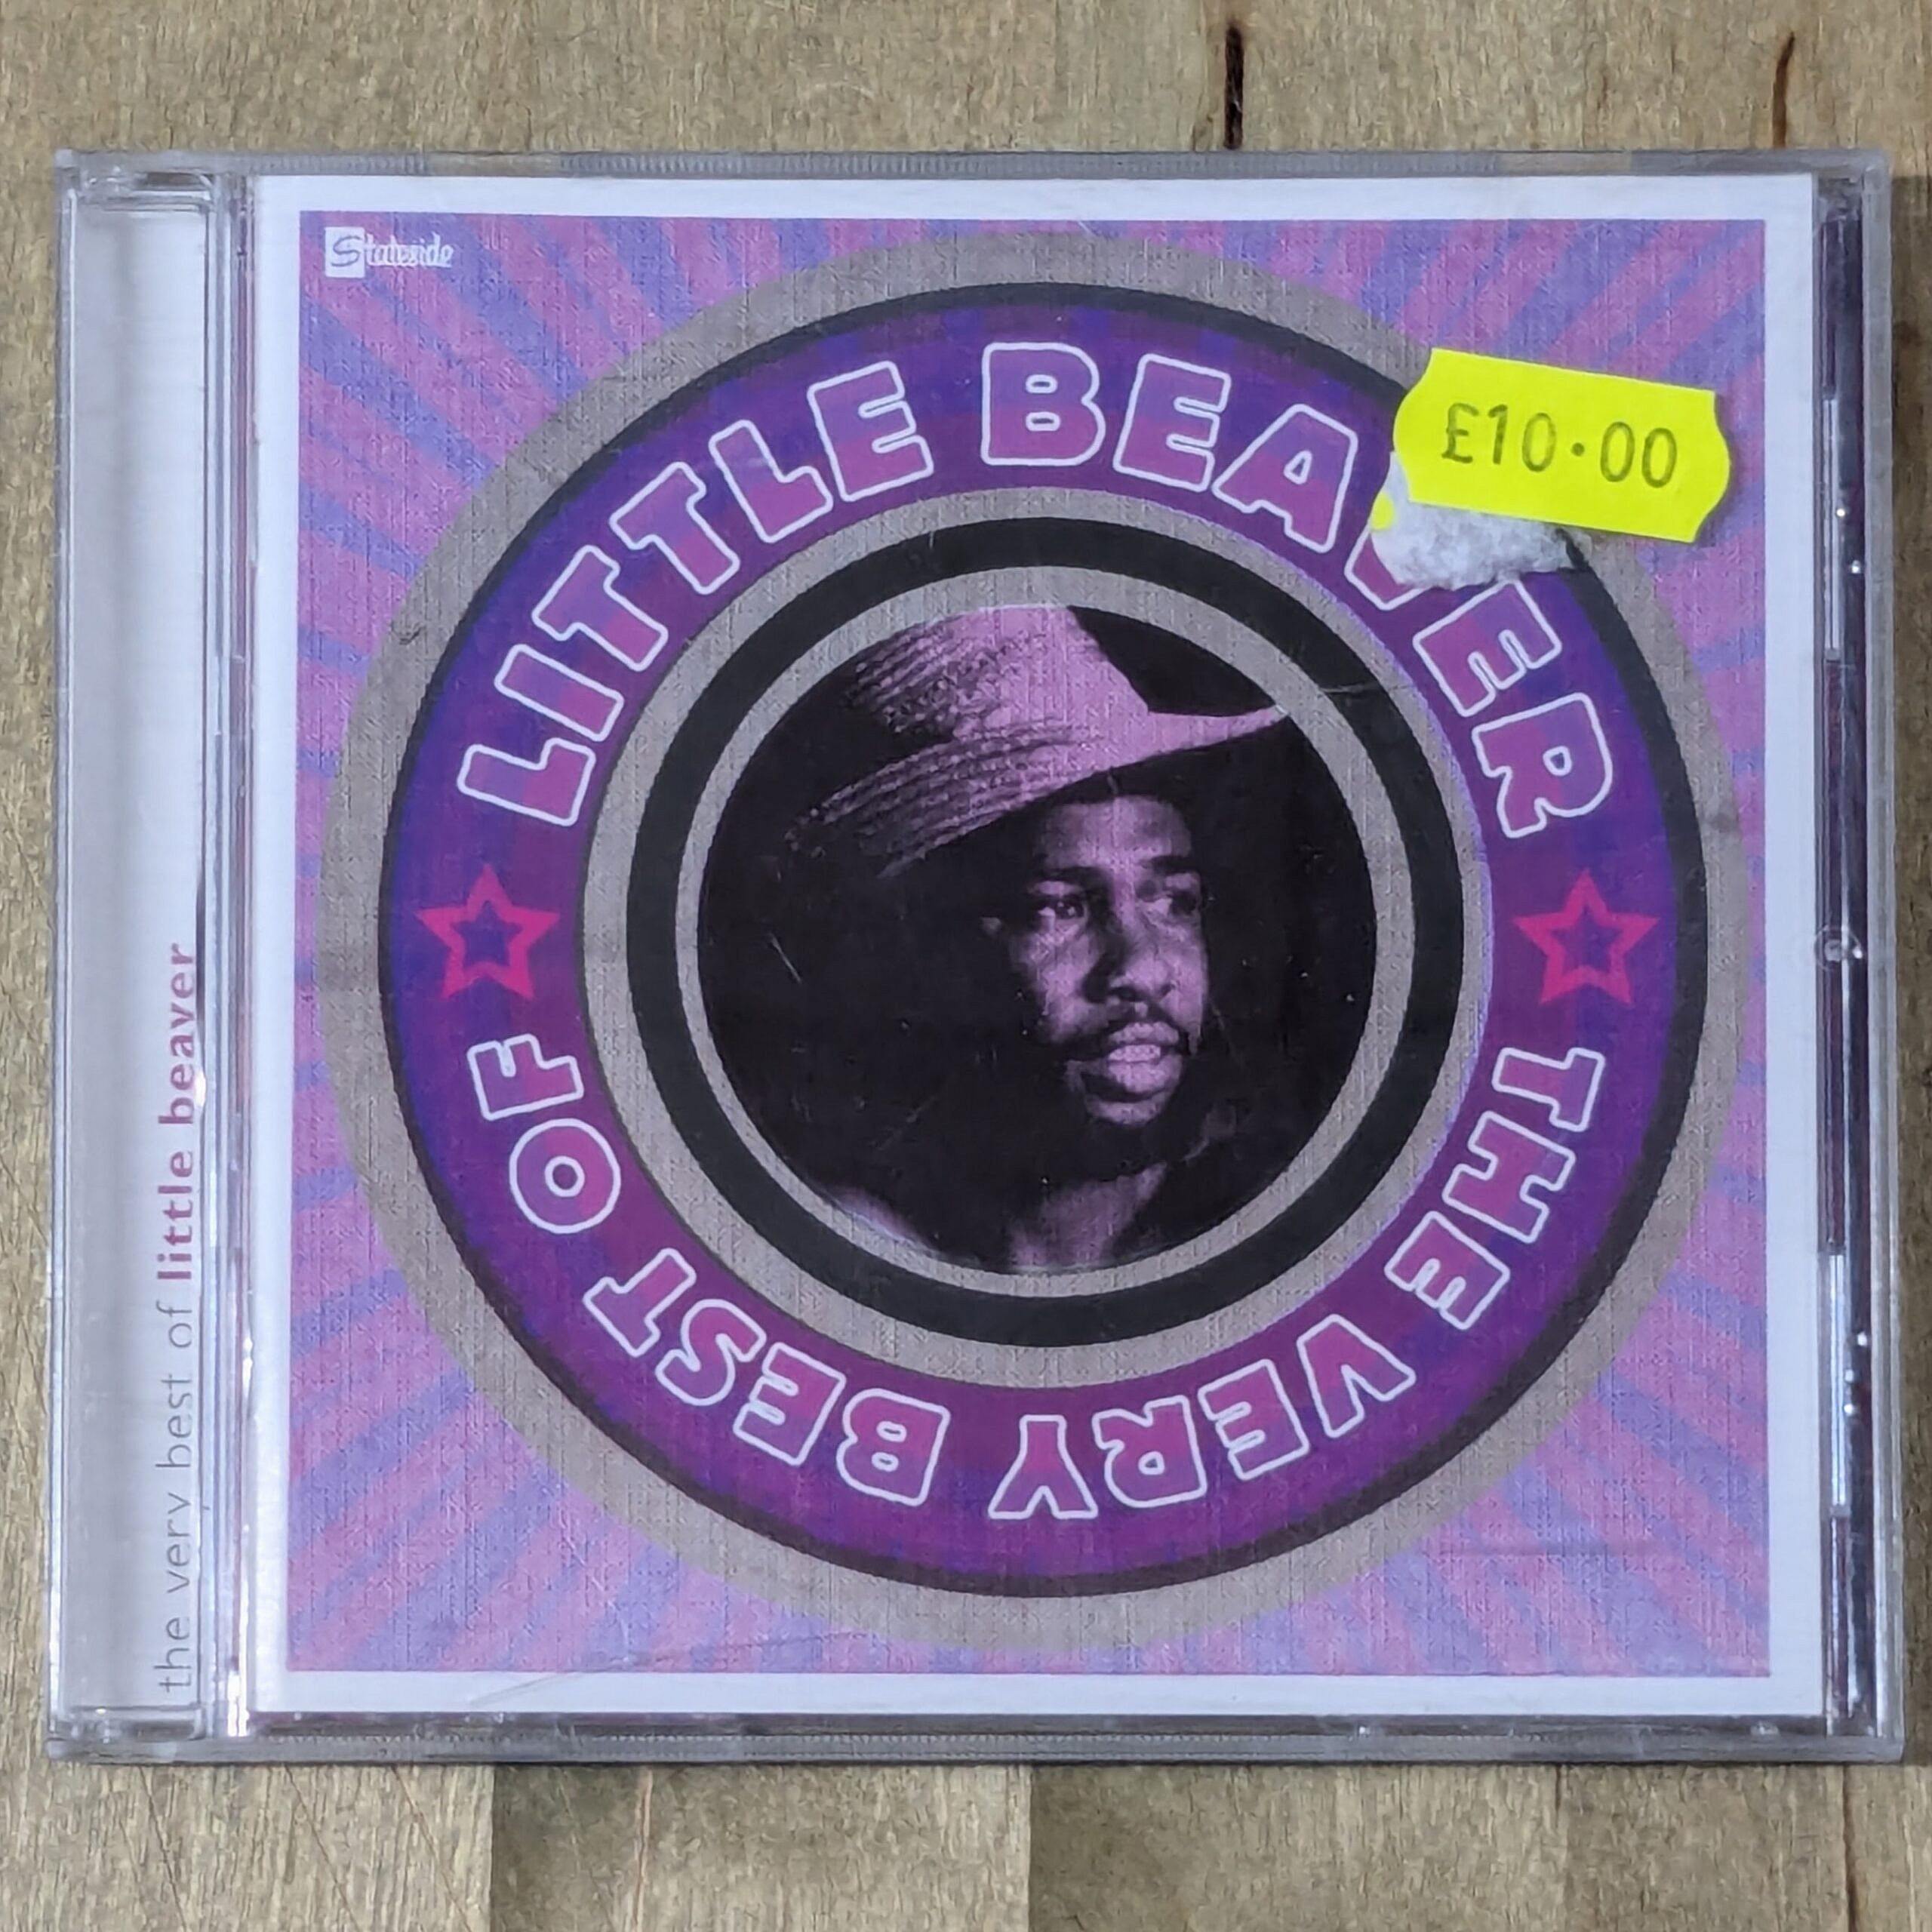 Stateside
LITTLE BEAVER
£10.00
THE VERY BEST OF
the very best of little beaver